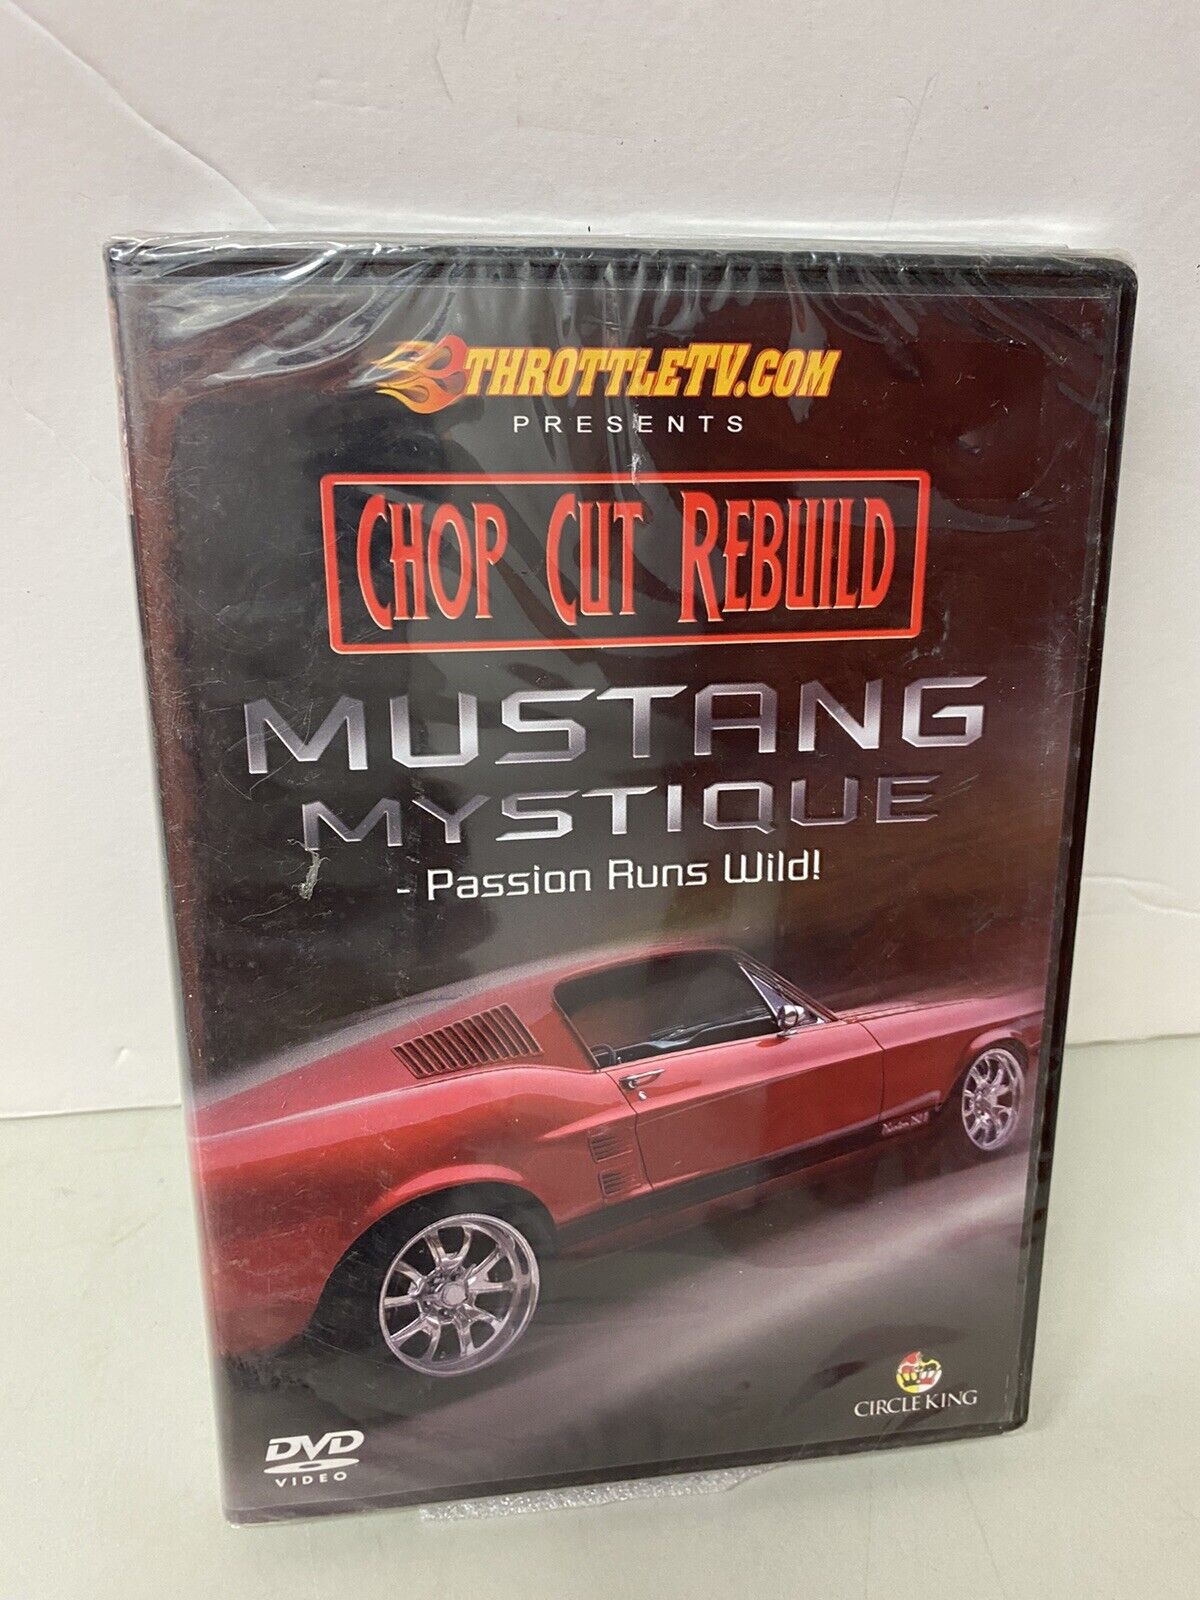 THROTTLETV.COM
PRESENTS
CHOP CUT REBUILD
MUSTANG
MYSTIQUE
- Passion Runs Wild!
CIRCLE KING
DVD
VIDEO